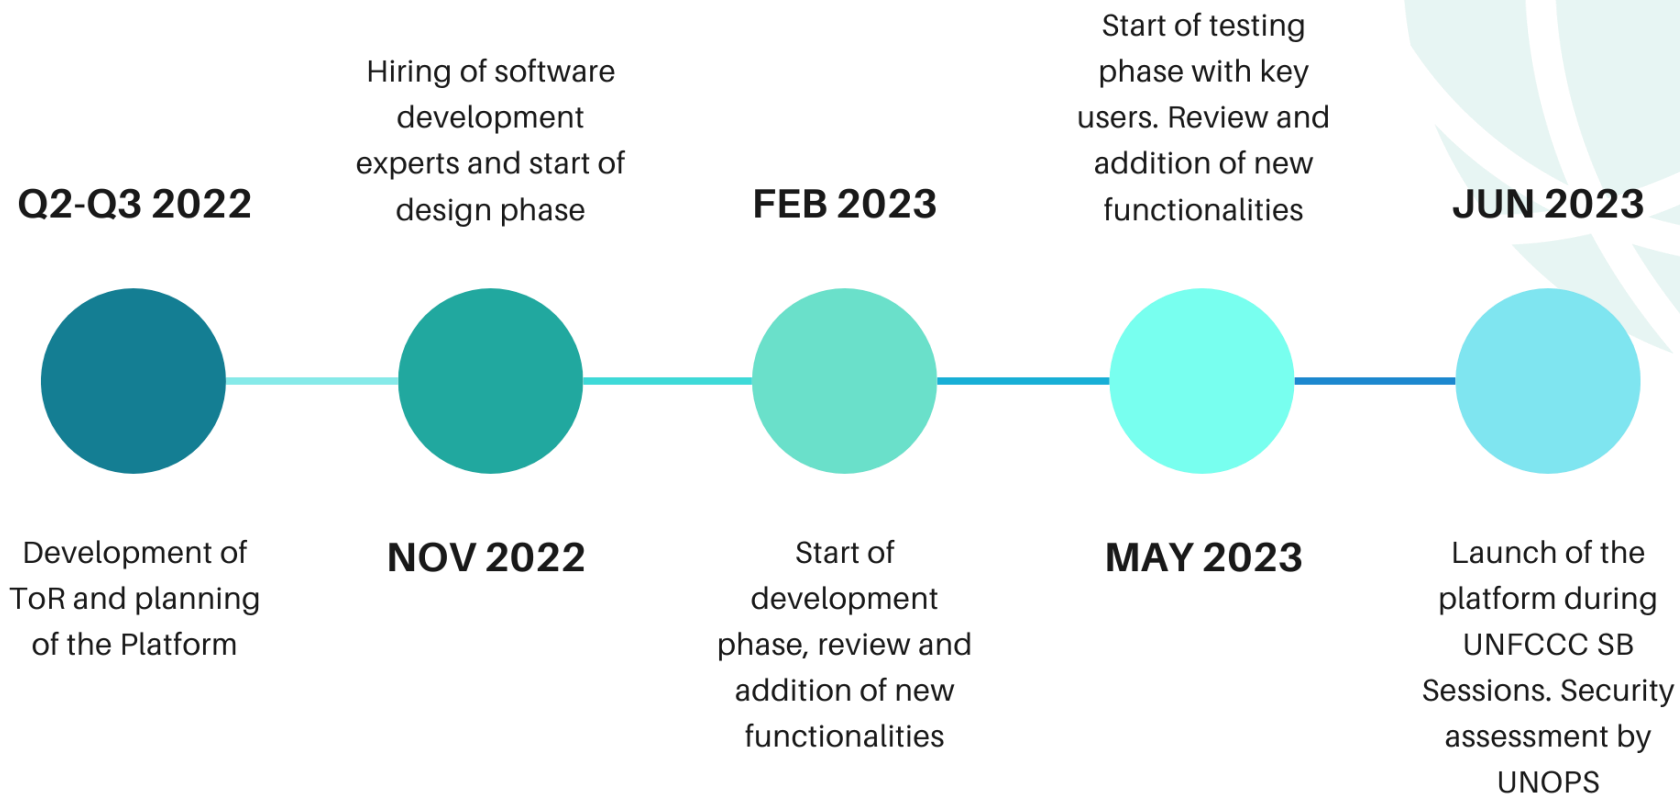 Q2-Q3 2022
Development of
ToR and planning
of the Platform
Hiring of software
development
experts and start of
design phase
NOV 2022
FEB 2023
Start of
development
phase, review and
addition of new
functionalities
Start of testing
phase with key
users. Review and
addition of new
functionalities
MAY 2023
JUN 2023
Launch of the
platform during
UNFCCC SB
Sessions. Security
assessment by
UNOPS